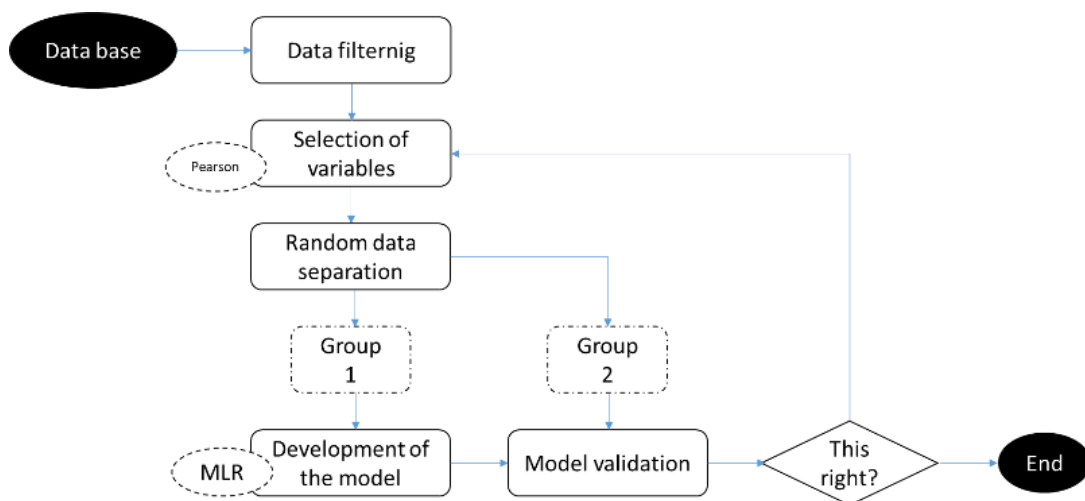 Data base
Data filternig
Selection of
variables
Pearson
Random data
separation
Group
1
Group
2
Development of
the model
MLR
Model validation
This
right?
End